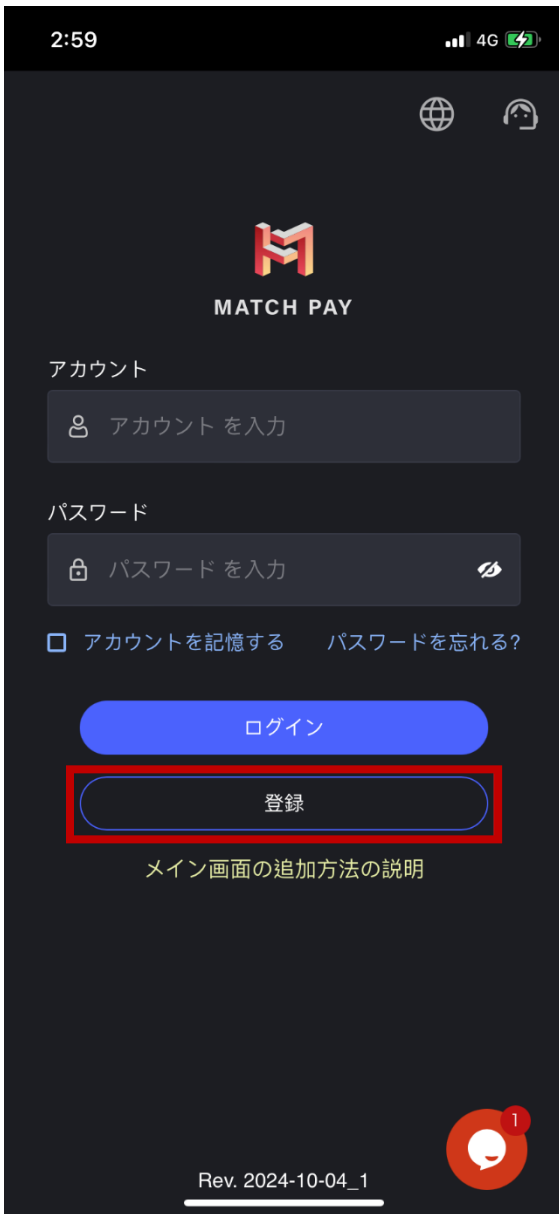 2:59
4G
MATCH PAY
アカウント
アカウント を入力
パスワード
パスワード を入力
アカウントを記憶する パスワードを忘れる?
ログイン
登録
メイン画面の追加方法の説明
1
Rev. 2024-10-04_1